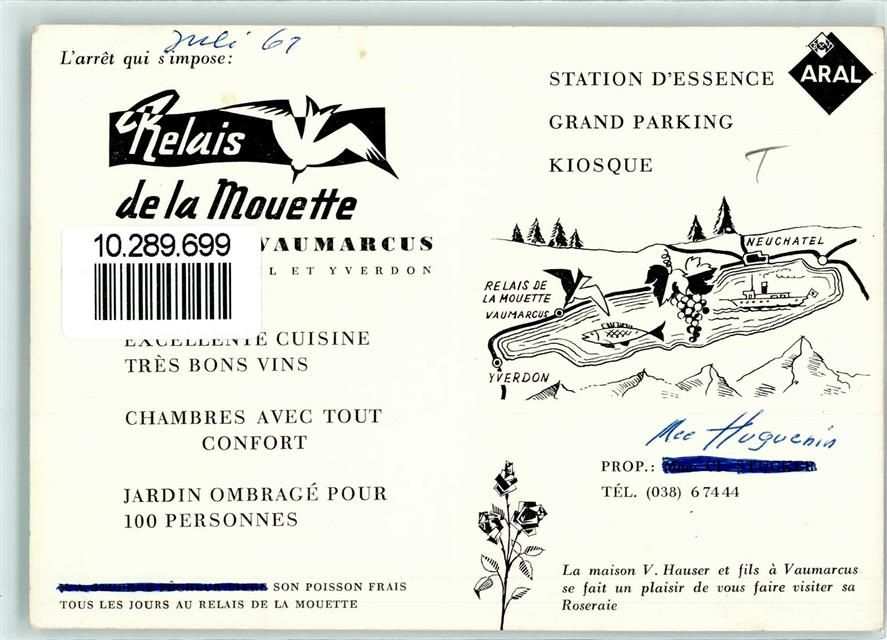 Juli 67
L'arrêt qui s'impose:
Relais
de la Mouette
10.289.699
VAUMARCUS
L ET YVERDON
EXCELLENTE CUISINE
TRÈS BONS VINS
CHAMBRES AVEC TOUT
CONFORT
JARDIN OMBRAGÉ POUR
100 PERSONNES
SON POISSON FRAIS
TOUS LES JOURS AU RELAIS DE LA MOUETTE
STATION D'ESSENCE
ARAL
GRAND PARKING
KIOSQUE
T
NEUCHATEL
RELAIS DE
LA MOUETTE
VAUMARCUS
YVERDON
Huguenin
PROP.:
TÉL. (038) 6 74 44
La maison V. Hauser et fils à Vaumarcus
se fait un plaisir de vous faire visiter sa
Roseraie